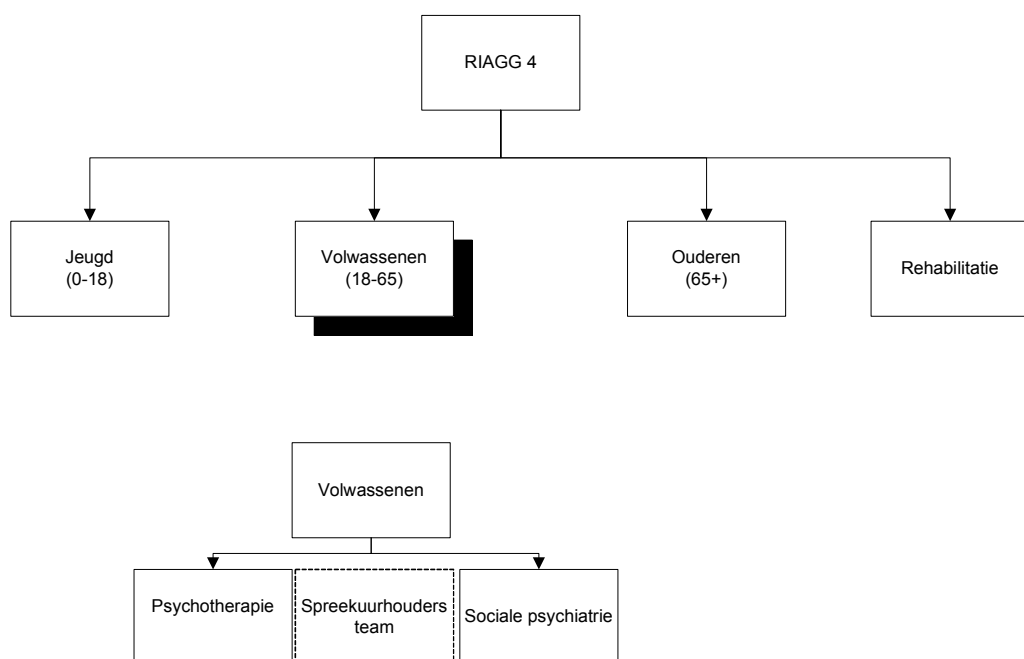 RIAGG 4
Jeugd
(0-18)
Volwassenen
(18-65)
Ouderen
(65+)
Rehabilitatie
Volwassenen
Psychotherapie
Spreekuurhouders
team
Sociale psychiatrie